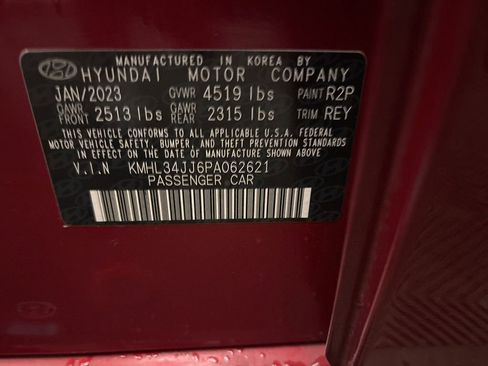 MANUFACTURED IN KOREA BY
HYUNDAI MOTOR COMPANY
JAN/2023 GVWR 4519 lbs PAINT R2P
GAWR FRONT 2513 lbs GAWR REAR 2315 lbs TRIM REY
THIS VEHICLE CONFORMS TO ALL APPLICABLE U.S.A. FEDERAL
MOTOR VEHICLE SAFETY, BUMPER, AND THEFT PREVENTION
STANDARDS IN EFFECT ON THE DATE OF MANUFACTURE SHOWN ABOVE.
V.I.N KMHL34JJ6PA062621
PASSENGER CAR